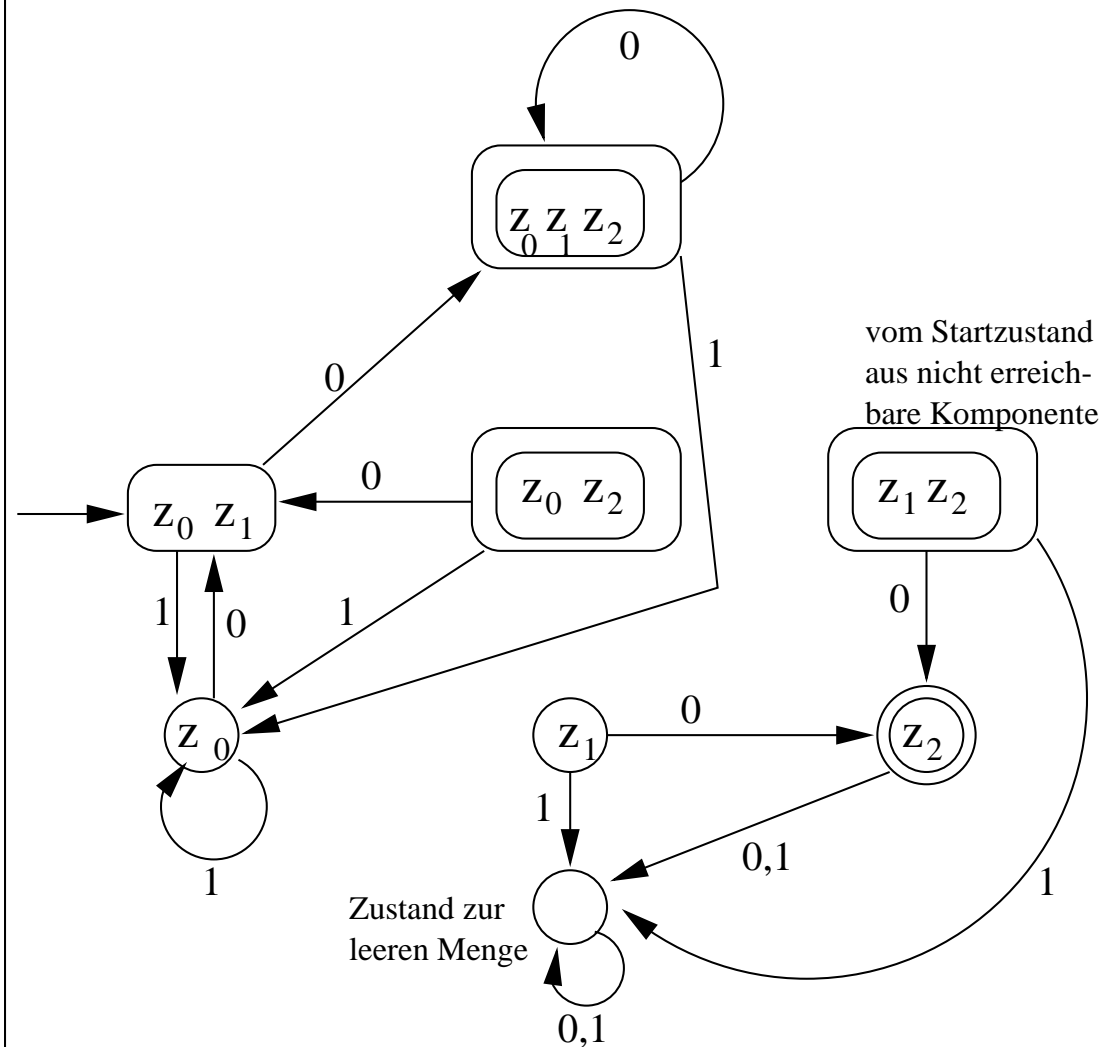 0
z0 z1 z2
vom Startzustand
aus nicht erreich-
bare Komponente
1
0
0
z0 z2
z1 z2
z0 z1
1
0
1
0
z0
z1
0
z2
1
0,1
1
1
Zustand zur
leeren Menge
0,1